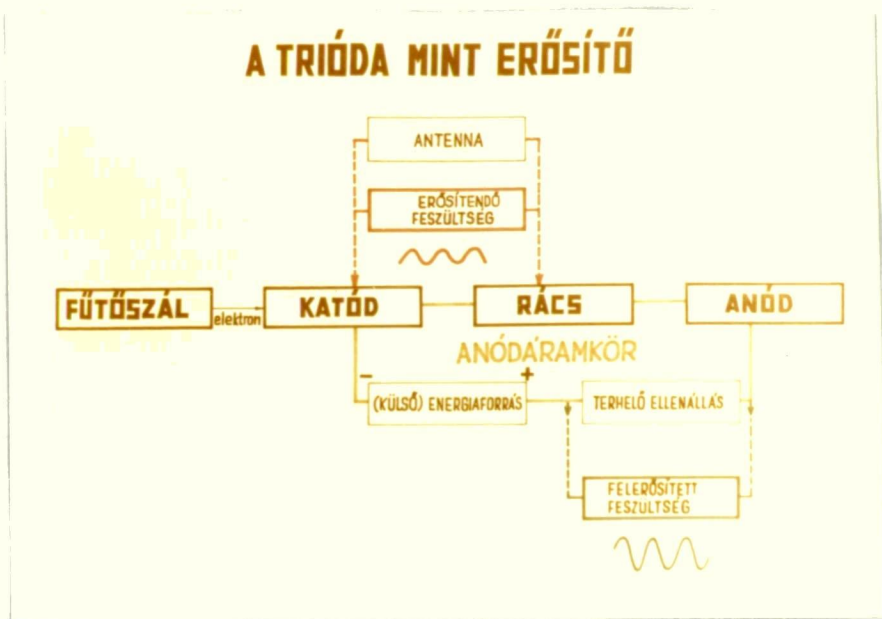 A TRIÓDA MINT ERŐSÍTŐ
ANTENNA
ERŐSÍTENDŐ
FESZÜLTSÉG
FŰTŐSZÁL
elektron
KATÓD
RÁCS
ANÓD
ANÓDÁRAMKÖR
-
+
(KÜLSŐ) ENERGIAFORRÁS
TERHELŐ ELLENÁLLÁS
FELERŐSÍTETT
FESZÜLTSÉG